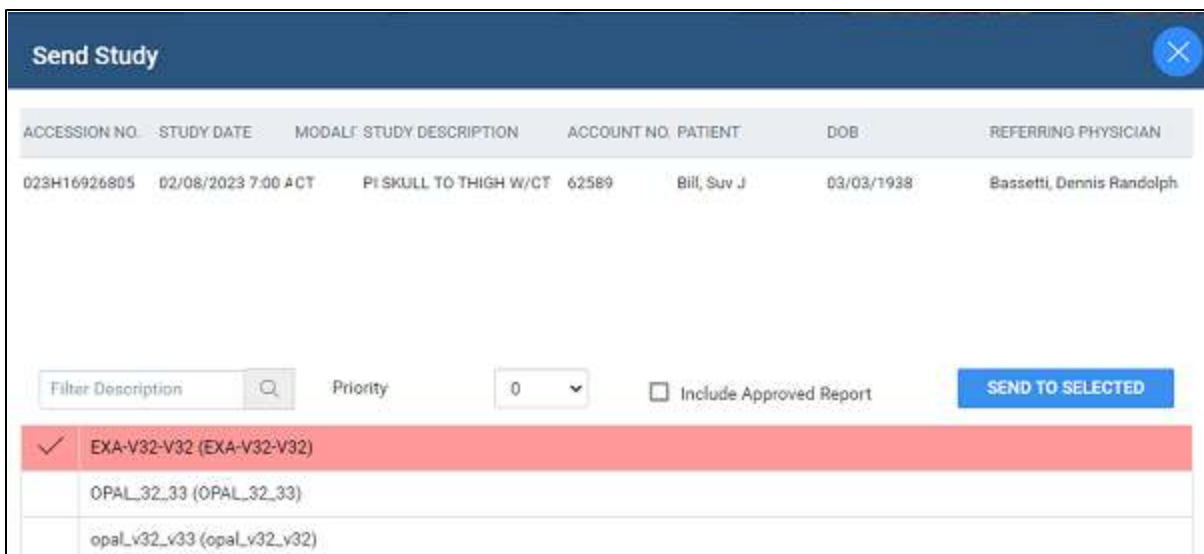 Send Study
ACCESSION NO. STUDY DATE MODALI STUDY DESCRIPTION ACCOUNT NO. PATIENT DOB REFERRING PHYSICIAN
023H16926805 02/08/2023 7:00 A CT PI SKULL TO THIGH W/CT 62589 Bill, Suv J 03/03/1938 Bassetti, Dennis Randolph
Filter Description Priority 0 Include Approved Report SEND TO SELECTED
EXA-V32-V32 (EXA-V32-V32)
OPAL_32_33 (OPAL_32_33)
opal_v32_v33 (opal_v32_v32)